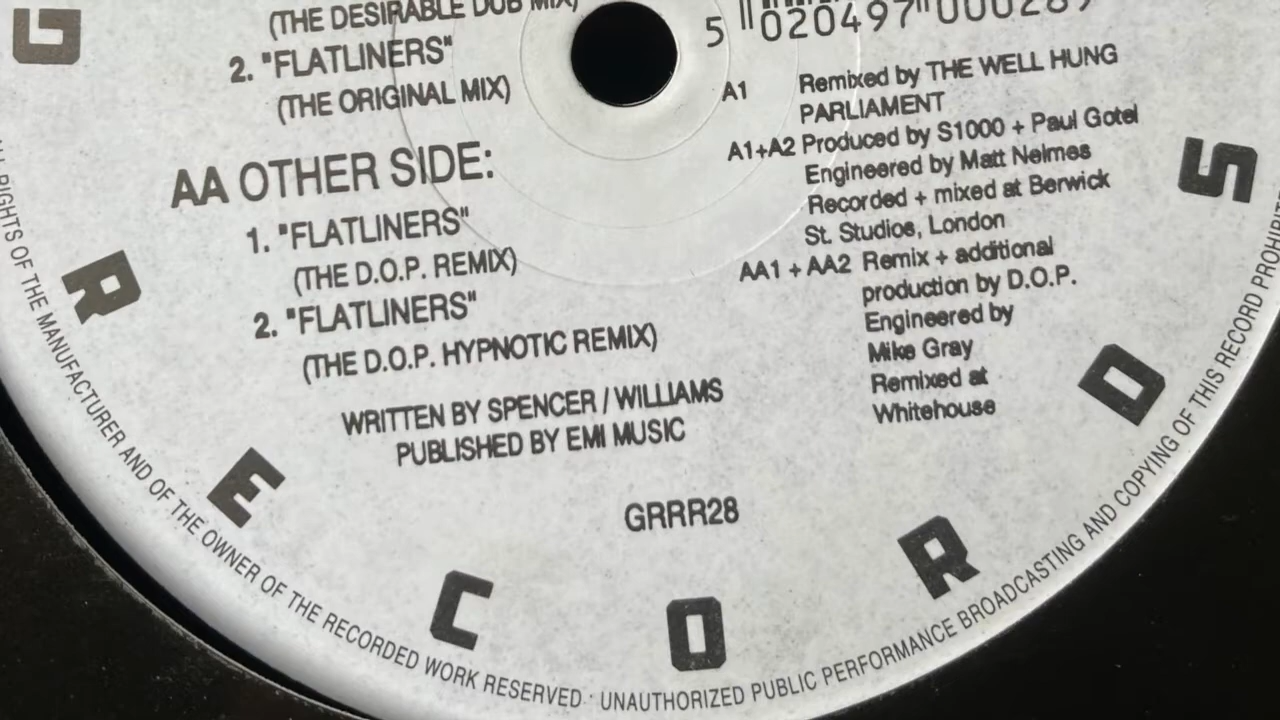 (THE DESIRABLE DUB MIX)
2. "FLATLINERS"
(THE ORIGINAL MIX)
AA OTHER SIDE:
1. "FLATLINERS"
(THE D.O.P. REMIX)
2. "FLATLINERS"
(THE D.O.P. HYPNOTIC REMIX)
WRITTEN BY SPENCER / WILLIAMS
PUBLISHED BY EMI MUSIC
GRRR28
5 020497 000289
A1 Remixed by THE WELL HUNG
PARLIAMENT
A1+A2 Produced by S1000 + Paul Gotel
Engineered by Matt Nelmes
Recorded + mixed at Berwick
St. Studios, London
AA1 + AA2 Remix + additional
production by D.O.P.
Engineered by
Mike Gray
Remixed at
Whitehouse
G RECORDS
RIGHTS OF THE MANUFACTURER AND OF THE OWNER OF THE RECORDED WORK RESERVED · UNAUTHORIZED PUBLIC PERFORMANCE BROADCASTING AND COPYING OF THIS RECORD PROHIBITE